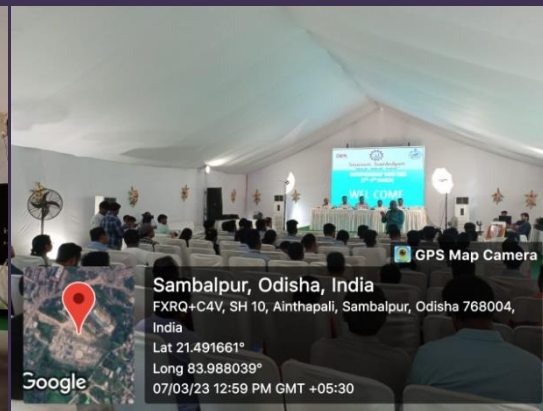 WELCOME
GPS Map Camera
Sambalpur, Odisha, India
FXRQ+C4V, SH 10, Ainthapali, Sambalpur, Odisha 768004,
India
Lat 21.491661°
Long 83.988039°
07/03/23 12:59 PM GMT +05:30
Google